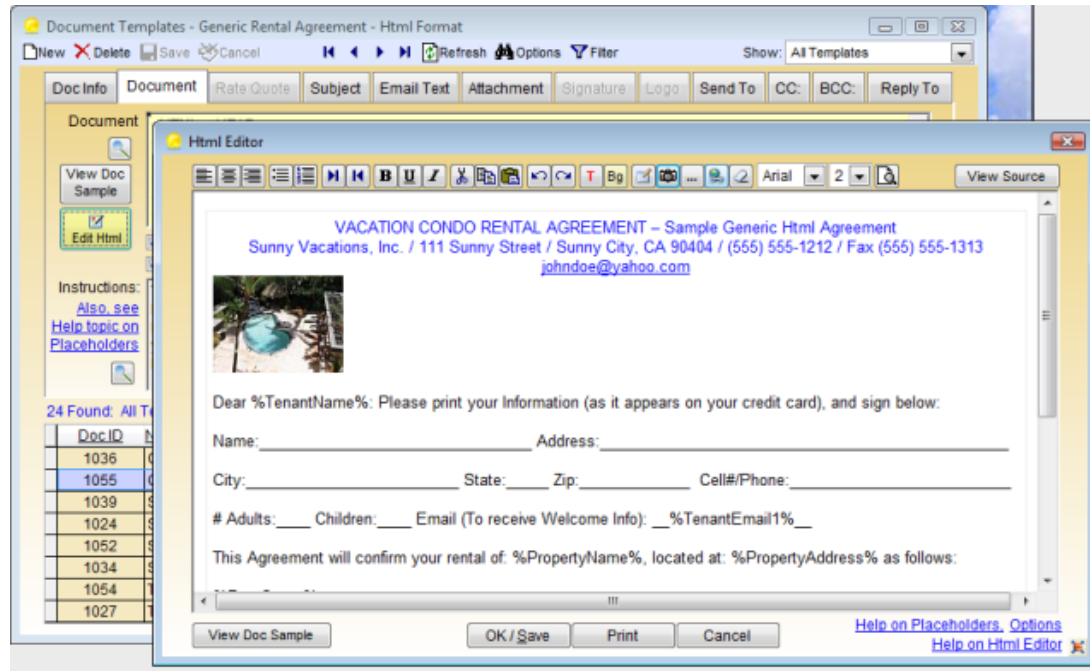 Document Templates - Generic Rental Agreement - Html Format
New Delete Save Cancel Refresh Options Filter Show: All Templates
Doc Info Document Rate Quote Subject Email Text Attachment Signature Logo Send To CC: BCC: Reply To
Document
Html Editor
View Doc
Sample
B U I T Bg ... Arial 2 View Source
Edit Html
VACATION CONDO RENTAL AGREEMENT – Sample Generic Html Agreement
Sunny Vacations, Inc. / 111 Sunny Street / Sunny City, CA 90404 / (555) 555-1212 / Fax (555) 555-1313
johndoe@yahoo.com
Instructions:
Also, see
Help topic on
Placeholders
Dear %TenantName%: Please print your Information (as it appears on your credit card), and sign below:
24 Found: All
Doc ID
Name: Address:
1036
1055
City: State: Zip: Cell#/Phone:
1039
1024
# Adults:____ Children:____ Email (To receive Welcome Info): __%TenantEmail1%__
1052
1034
This Agreement will confirm your rental of: %PropertyName%, located at: %PropertyAddress% as follows:
1054
1027
View Doc Sample OK / Save Print Cancel
Help on Placeholders, Options
Help on Html Editor